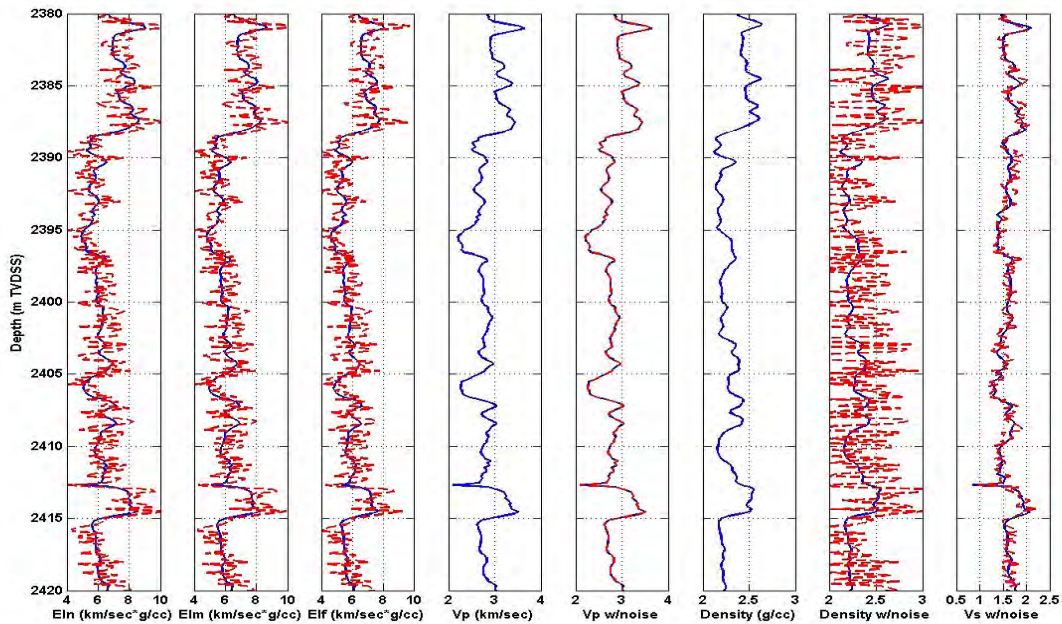 2380
2385
2390
2395
2400
2405
2410
2415
2420
Depth (m TVDSS)
4 6 8 10
EIn (km/sec*g/cc)
4 6 8 10
EIm (km/sec*g/cc)
4 6 8 10
EIf (km/sec*g/cc)
2 3 4
Vp (km/sec)
2 3 4
Vp w/noise
2 2.5 3
Density (g/cc)
2 2.5 3
Density w/noise
0.5 1 1.5 2 2.5
Vs w/noise